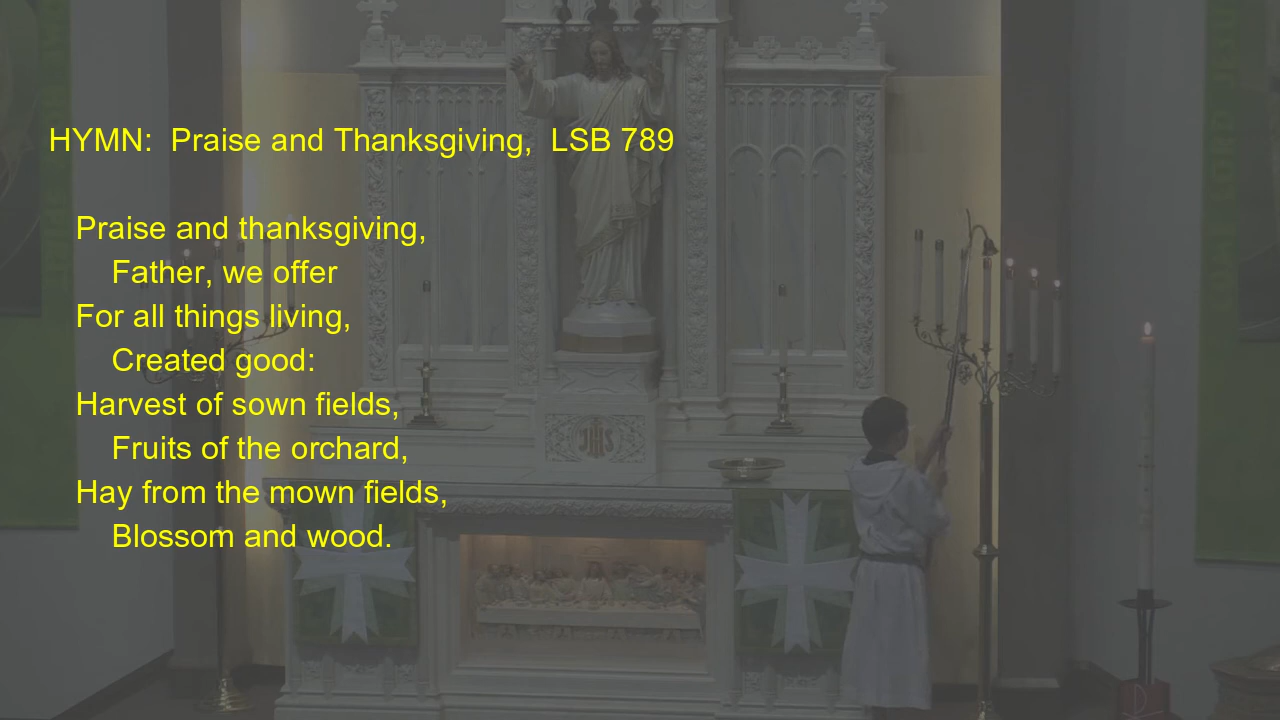 HYMN:  Praise and Thanksgiving,  LSB 789
Praise and thanksgiving,
Father, we offer
For all things living,
Created good:
Harvest of sown fields,
Fruits of the orchard,
Hay from the mown fields,
Blossom and wood.
IHS